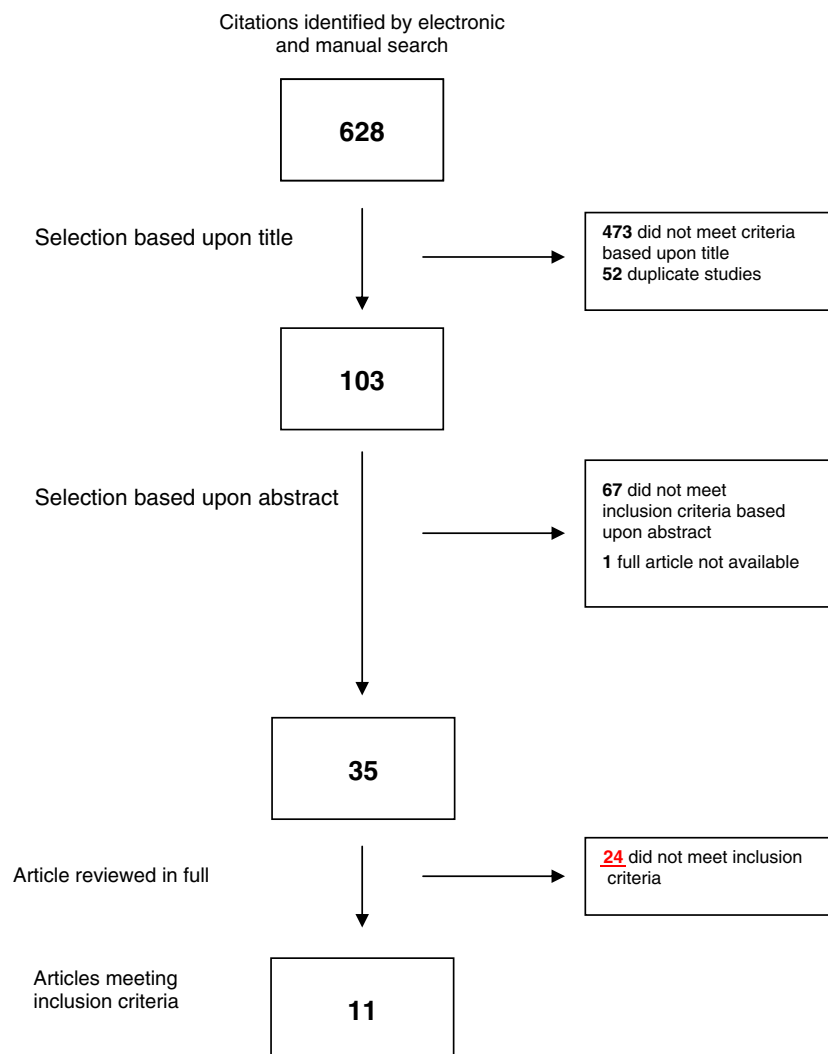 Citations identified by electronic
and manual search
628
Selection based upon title
473 did not meet criteria
based upon title
52 duplicate studies
103
Selection based upon abstract
67 did not meet
inclusion criteria based
upon abstract
1 full article not available
35
Article reviewed in full
24 did not meet inclusion
criteria
Articles meeting
inclusion criteria
11